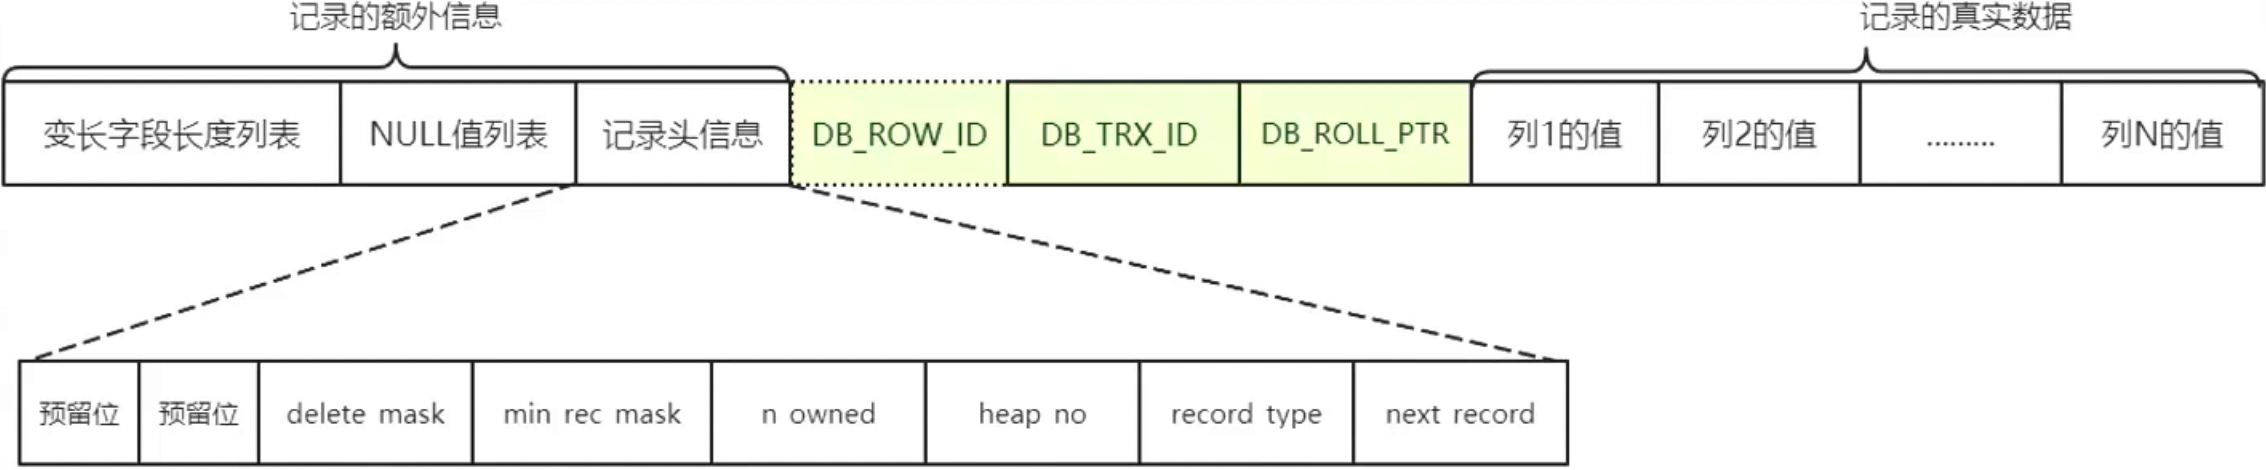 记录的额外信息
记录的真实数据
变长字段长度列表 NULL值列表 记录头信息 DB_ROW_ID DB_TRX_ID DB_ROLL_PTR 列1的值 列2的值 ......... 列N的值
预留位 预留位 delete mask min rec mask n owned heap no record type next record